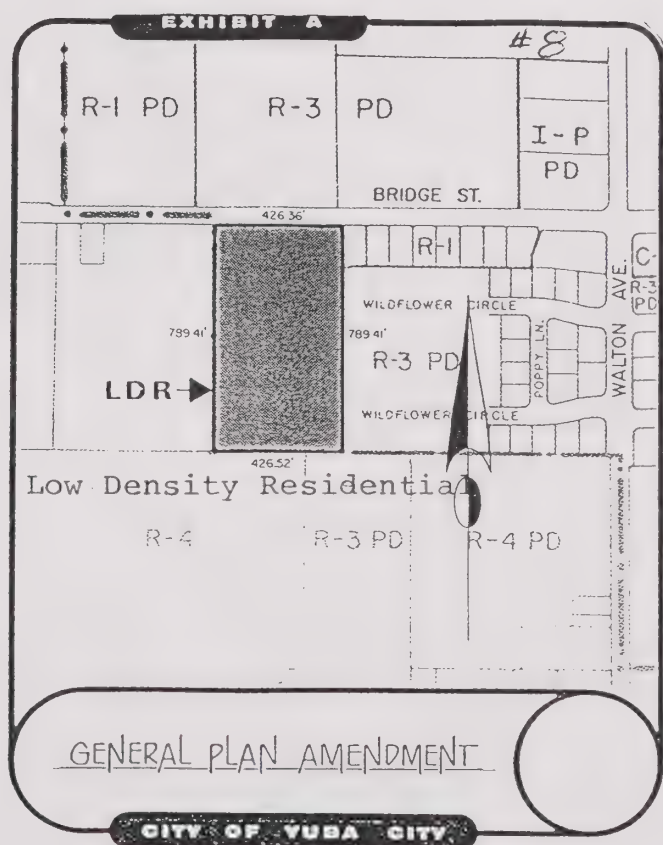 EXHIBIT A
#8
R-1 PD
R-3 PD
I-P
PD
BRIDGE ST.
426.36'
R-1
C-
R-3
PD
WILDFLOWER CIRCLE
789.41'
789.41'
R-3 PD
POPPY LN.
WALTON AVE.
LDR
WILDFLOWER CIRCLE
426.52'
Low Density Residential
R-4
R-3 PD
R-4 PD
GENERAL PLAN AMENDMENT
CITY OF YUBA CITY